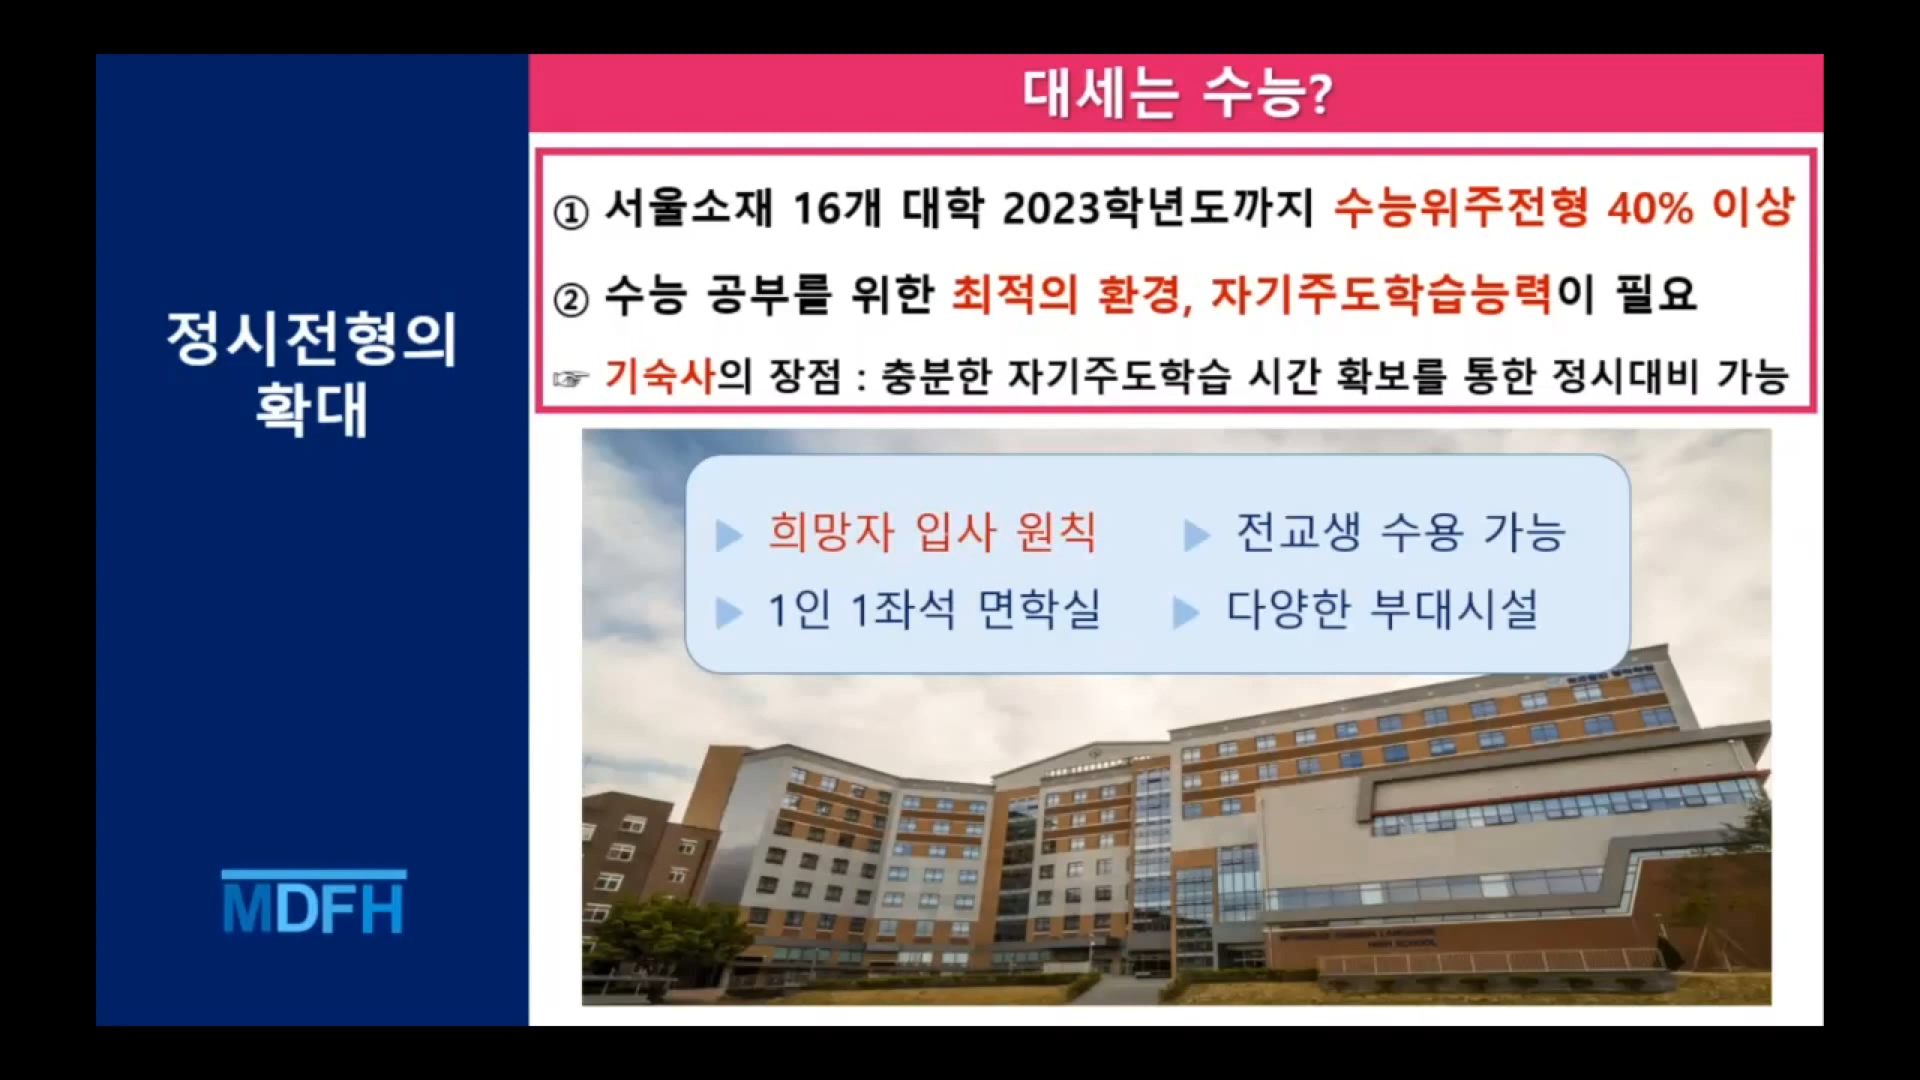 정시전형의
확대
MDFH
대세는 수능?
① 서울소재 16개 대학 2023학년도까지 수능위주전형 40% 이상
② 수능 공부를 위한 최적의 환경, 자기주도학습능력이 필요
☞ 기숙사의 장점 : 충분한 자기주도학습 시간 확보를 통한 정시대비 가능
▶ 희망자 입사 원칙 ▶ 전교생 수용 가능
▶ 1인 1좌석 면학실 ▶ 다양한 부대시설
HIGH SCHOOL